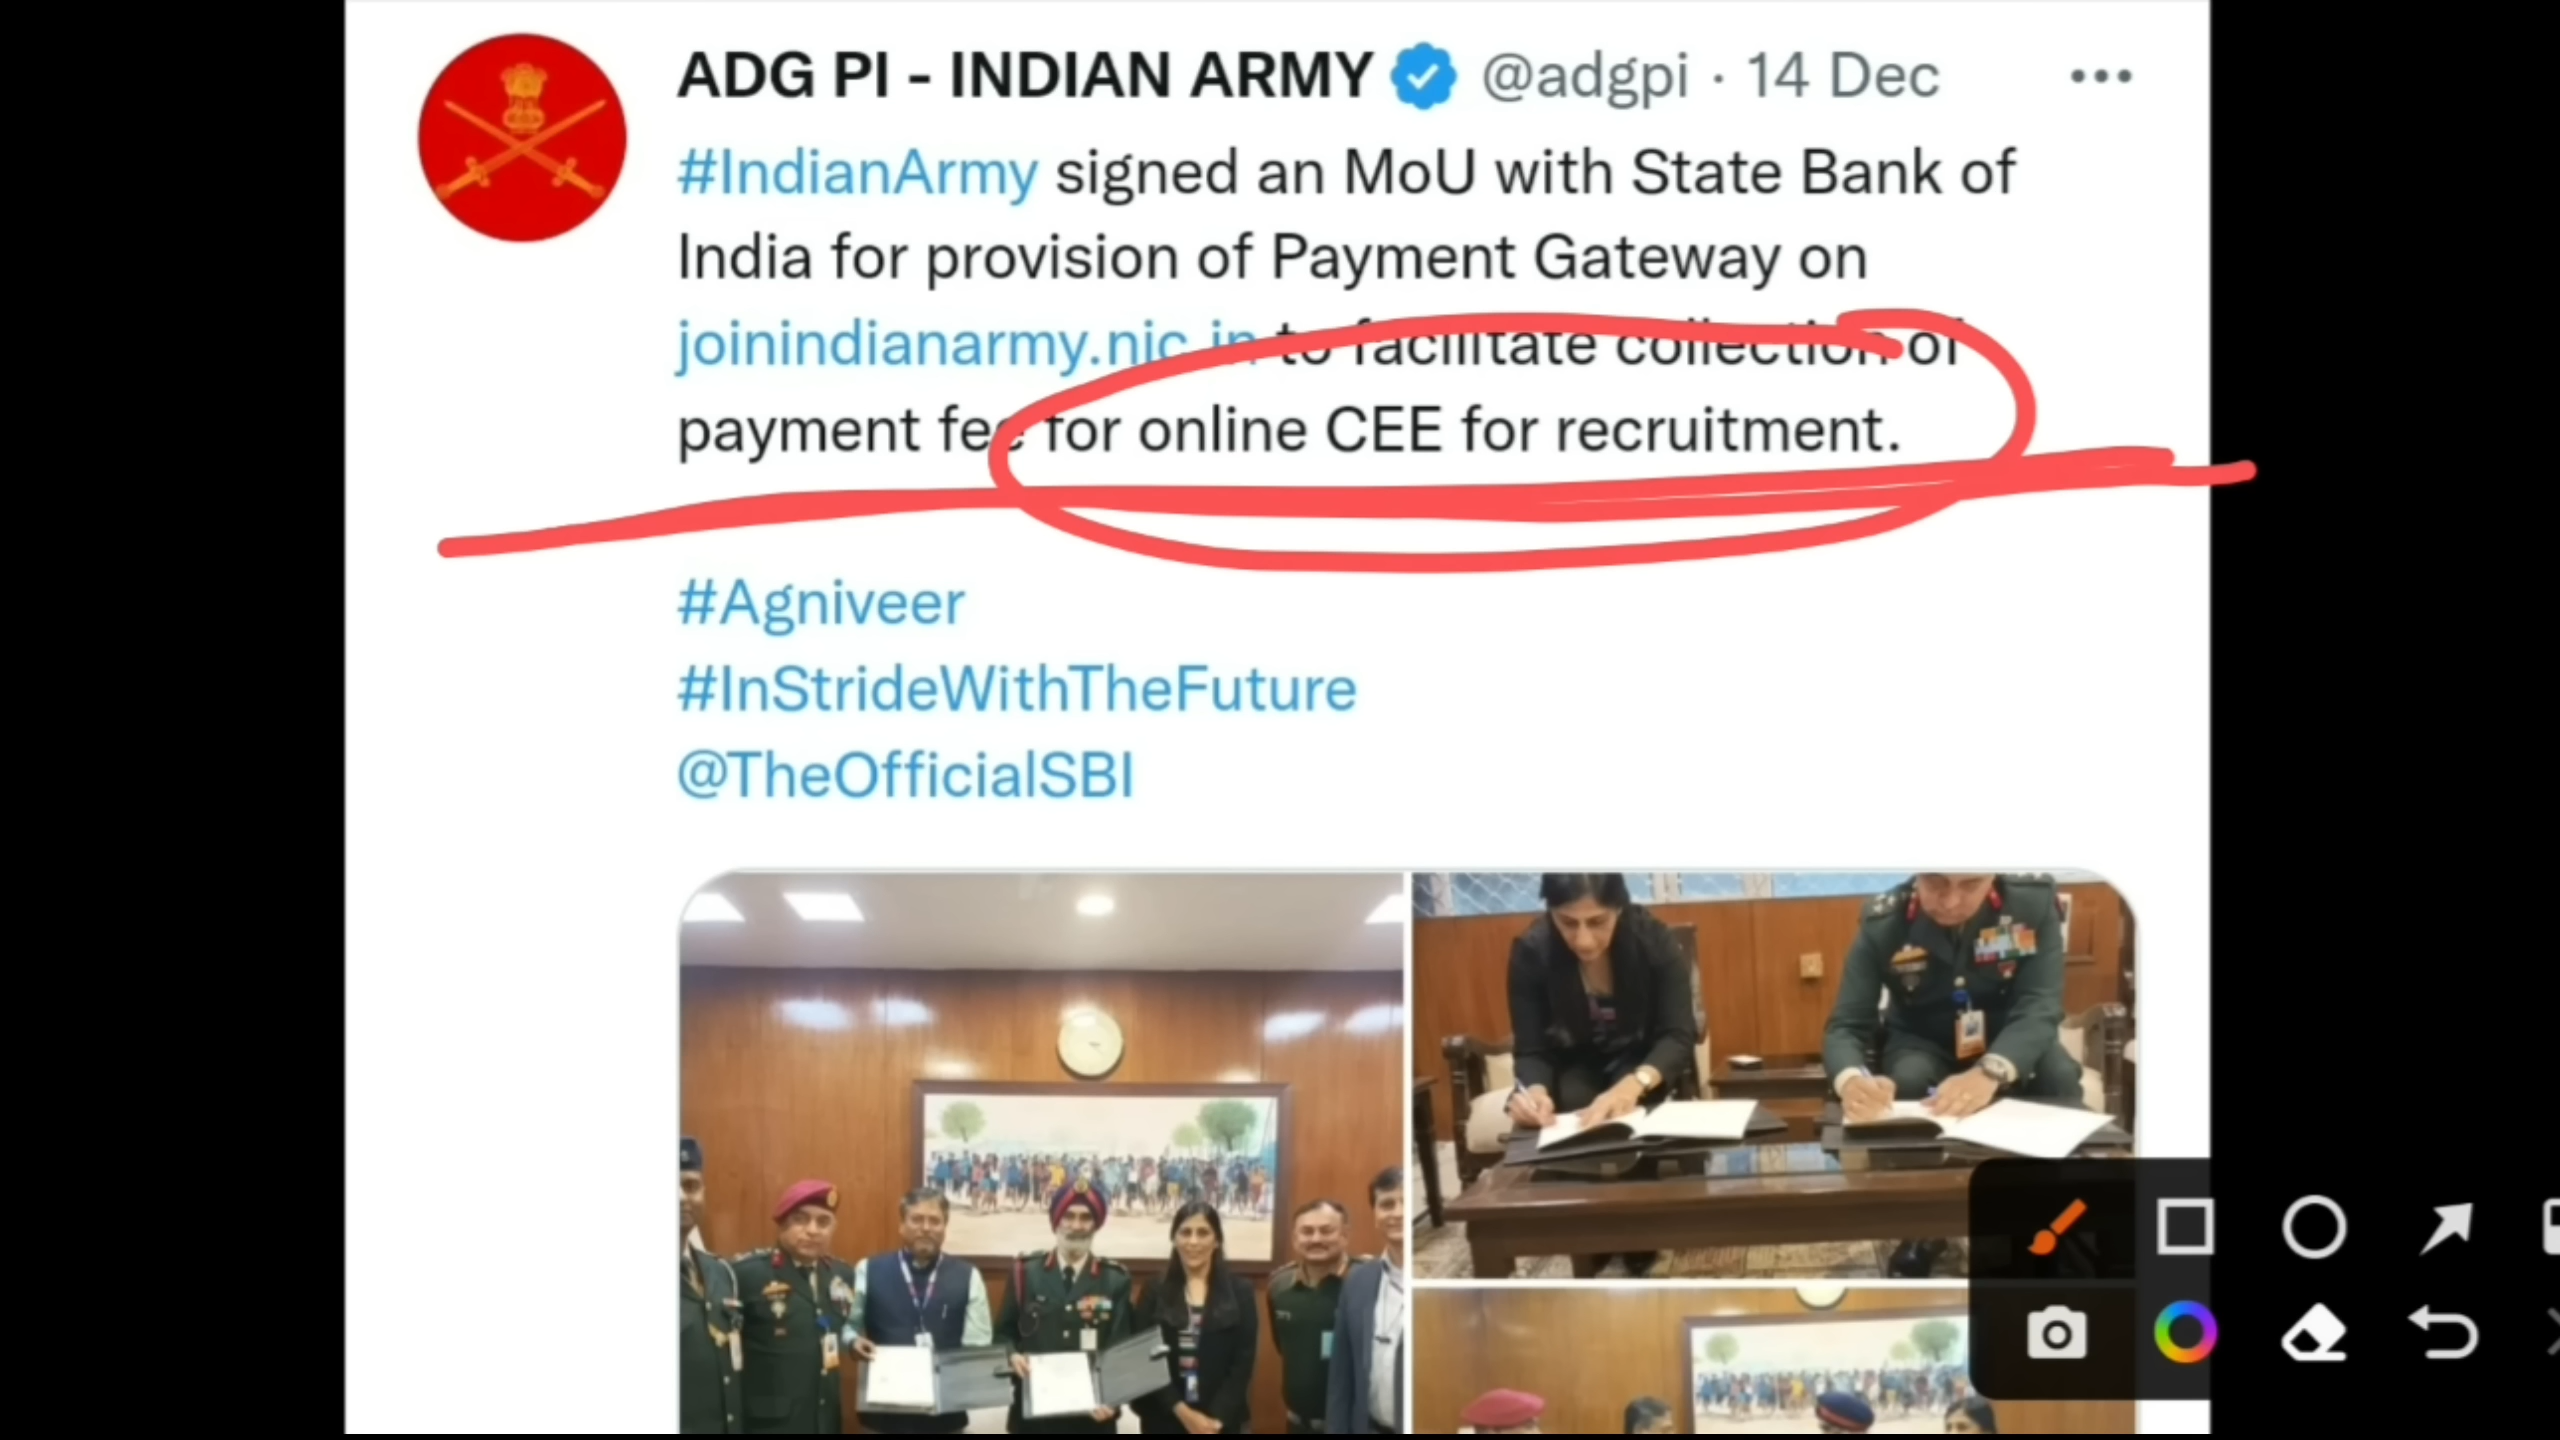 ADG PI - INDIAN ARMY @adgpi · 14 Dec
#IndianArmy signed an MoU with State Bank of
India for provision of Payment Gateway on
joinindianarmy.nic.in to facilitate collection of
payment fee for online CEE for recruitment.
#Agniveer
#InStrideWithTheFuture
@TheOfficialSBI